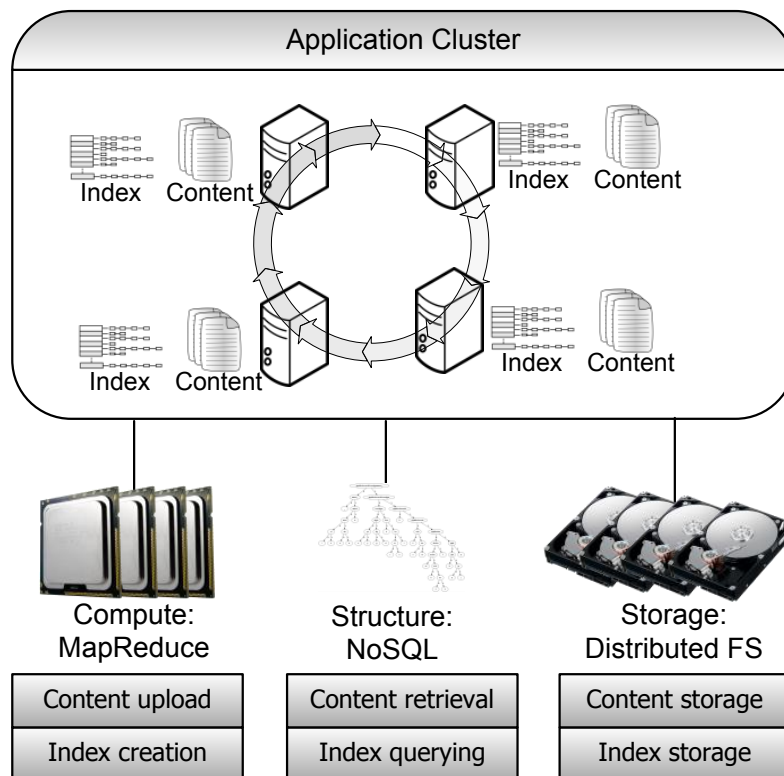 Application Cluster
Index
Content
Index
Content
Index
Content
Index
Content
Compute:
MapReduce
Structure:
NoSQL
Storage:
Distributed FS
Content upload
Content retrieval
Content storage
Index creation
Index querying
Index storage